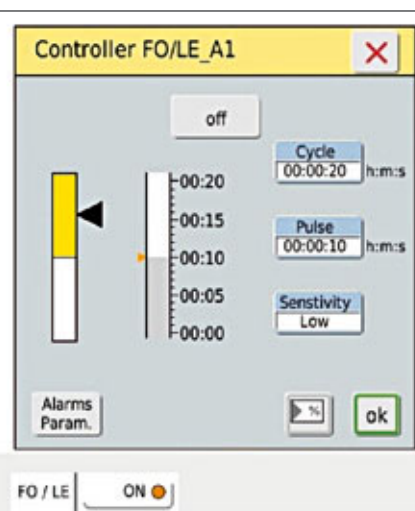 Controller FO/LE_A1
off
Cycle
00:00:20 h:m:s
00:20
00:15
Pulse
00:00:10 h:m:s
00:10
00:05
Senstivity
Low
00:00
Alarms
Param.
%
ok
FO / LE ON